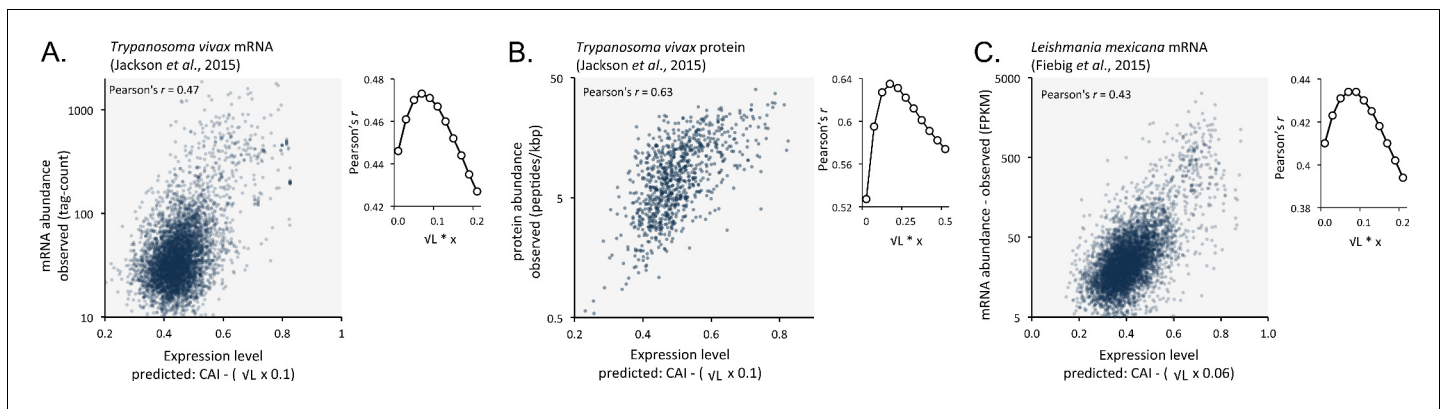 A.
Trypanosoma vivax mRNA
(Jackson et al., 2015)
Pearson's r = 0.47
mRNA abundance
observed (tag-count)
1000
100
10
0.2
0.4
0.6
0.8
1
Expression level
predicted: CAI - ( √L x 0.1)
Pearson's r
0.48
0.46
0.44
0.42
0.0
0.1
0.2
√L * x
B.
Trypanosoma vivax protein
(Jackson et al., 2015)
Pearson's r = 0.63
protein abundance
observed (peptides/kbp)
50
5
0.5
0.2
0.4
0.6
0.8
Expression level
predicted: CAI - ( √L x 0.1)
Pearson's r
0.64
0.6
0.56
0.52
0
0.25
0.5
√L * x
C.
Leishmania mexicana mRNA
(Fiebig et al., 2015)
Pearson's r = 0.43
mRNA abundance - observed (FPKM)
5000
500
50
5
0.0
0.2
0.4
0.6
0.8
1.0
Expression level
predicted: CAI - ( √L x 0.06)
Pearson's r
0.44
0.42
0.4
0.38
0.0
0.1
0.2
√L * x